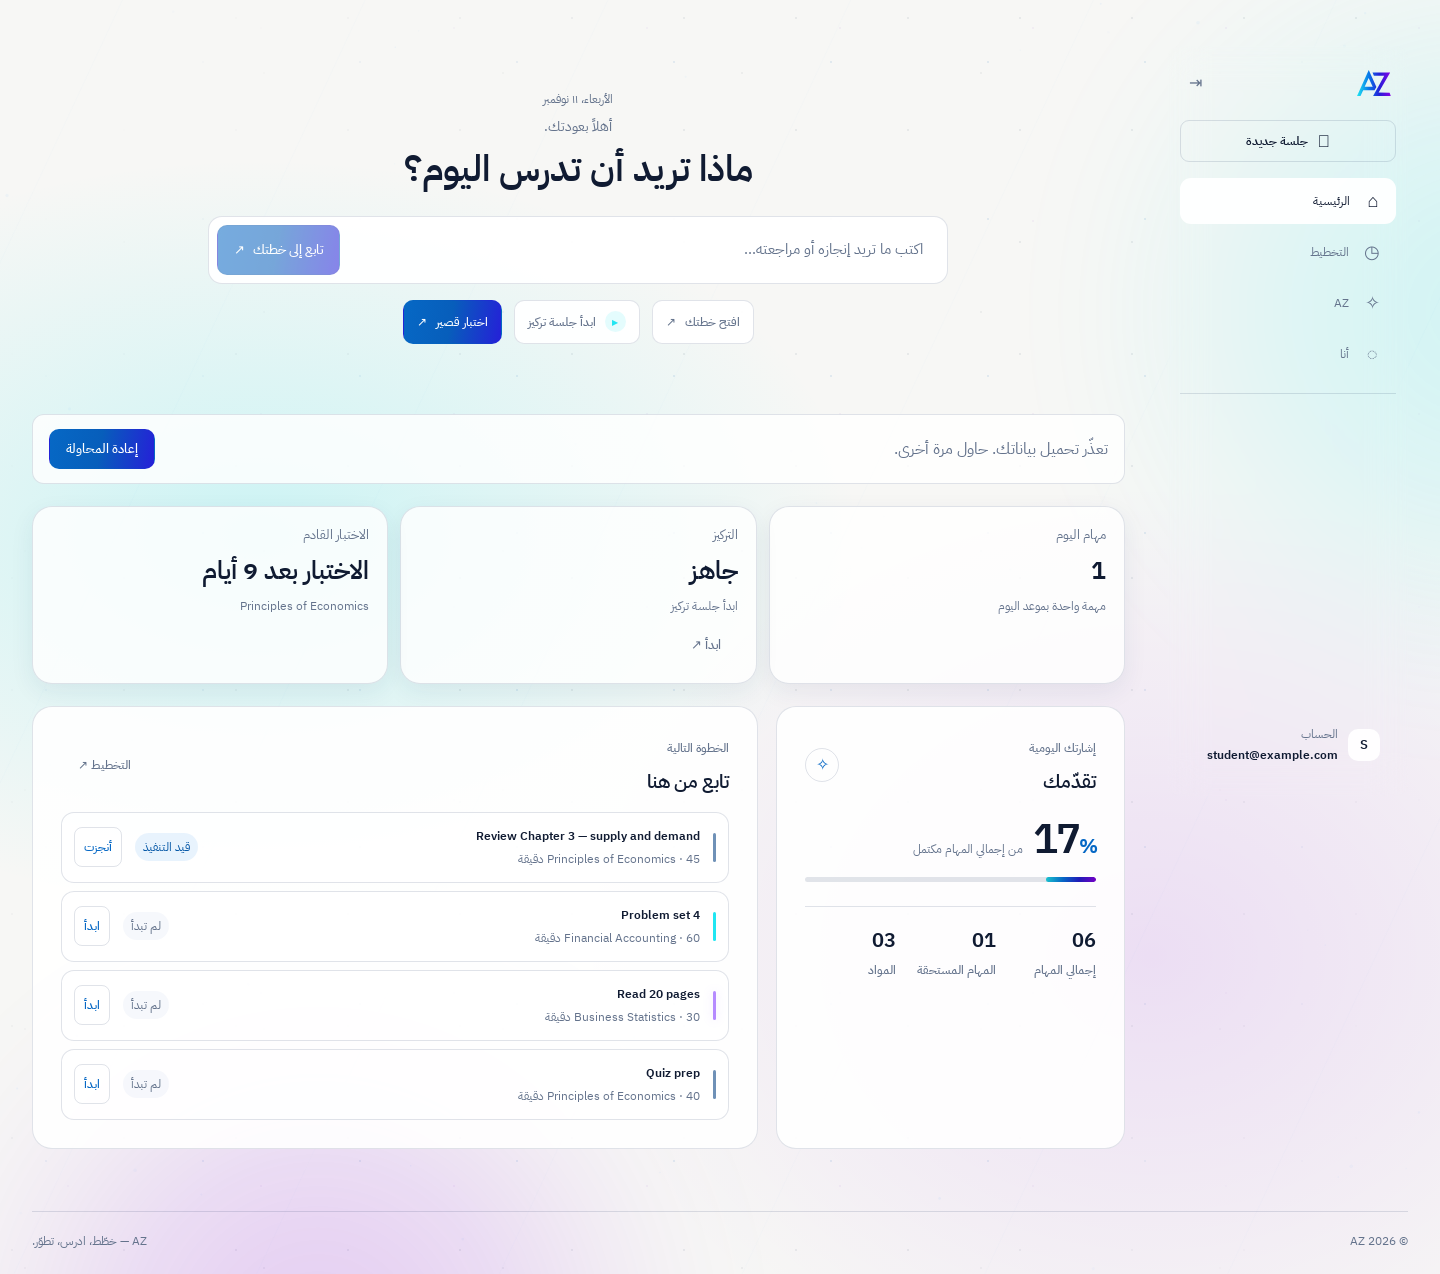 AZ
⇥
جلسة جديدة
الرئيسية
التخطيط
AZ
أنا
الحساب
student@example.com
S
الأربعاء، ١١ نوفمبر
أهلاً بعودتك.
ماذا تريد أن تدرس اليوم؟
اكتب ما تريد إنجازه أو مراجعته...
تابع إلى خطتك ↗
افتح خطتك ↗
ابدأ جلسة تركيز
اختبار قصير ↗
تعذّر تحميل بياناتك. حاول مرة أخرى.
إعادة المحاولة
مهام اليوم
1
مهمة واحدة بموعد اليوم
التركيز
جاهز
ابدأ جلسة تركيز
ابدأ ↗
الاختبار القادم
الاختبار بعد 9 أيام
Principles of Economics
إشارتك اليومية
تقدّمك
17%
من إجمالي المهام مكتمل
06
إجمالي المهام
01
المهام المستحقة
03
المواد
الخطوة التالية
تابع من هنا
التخطيط ↗
Review Chapter 3 — supply and demand
Principles of Economics · 45 دقيقة
قيد التنفيذ
أنجزت
Problem set 4
Financial Accounting · 60 دقيقة
لم تبدأ
ابدأ
Read 20 pages
Business Statistics · 30 دقيقة
لم تبدأ
ابدأ
Quiz prep
Principles of Economics · 40 دقيقة
لم تبدأ
ابدأ
© 2026 AZ
AZ — خطّط، ادرس، تطوّر.